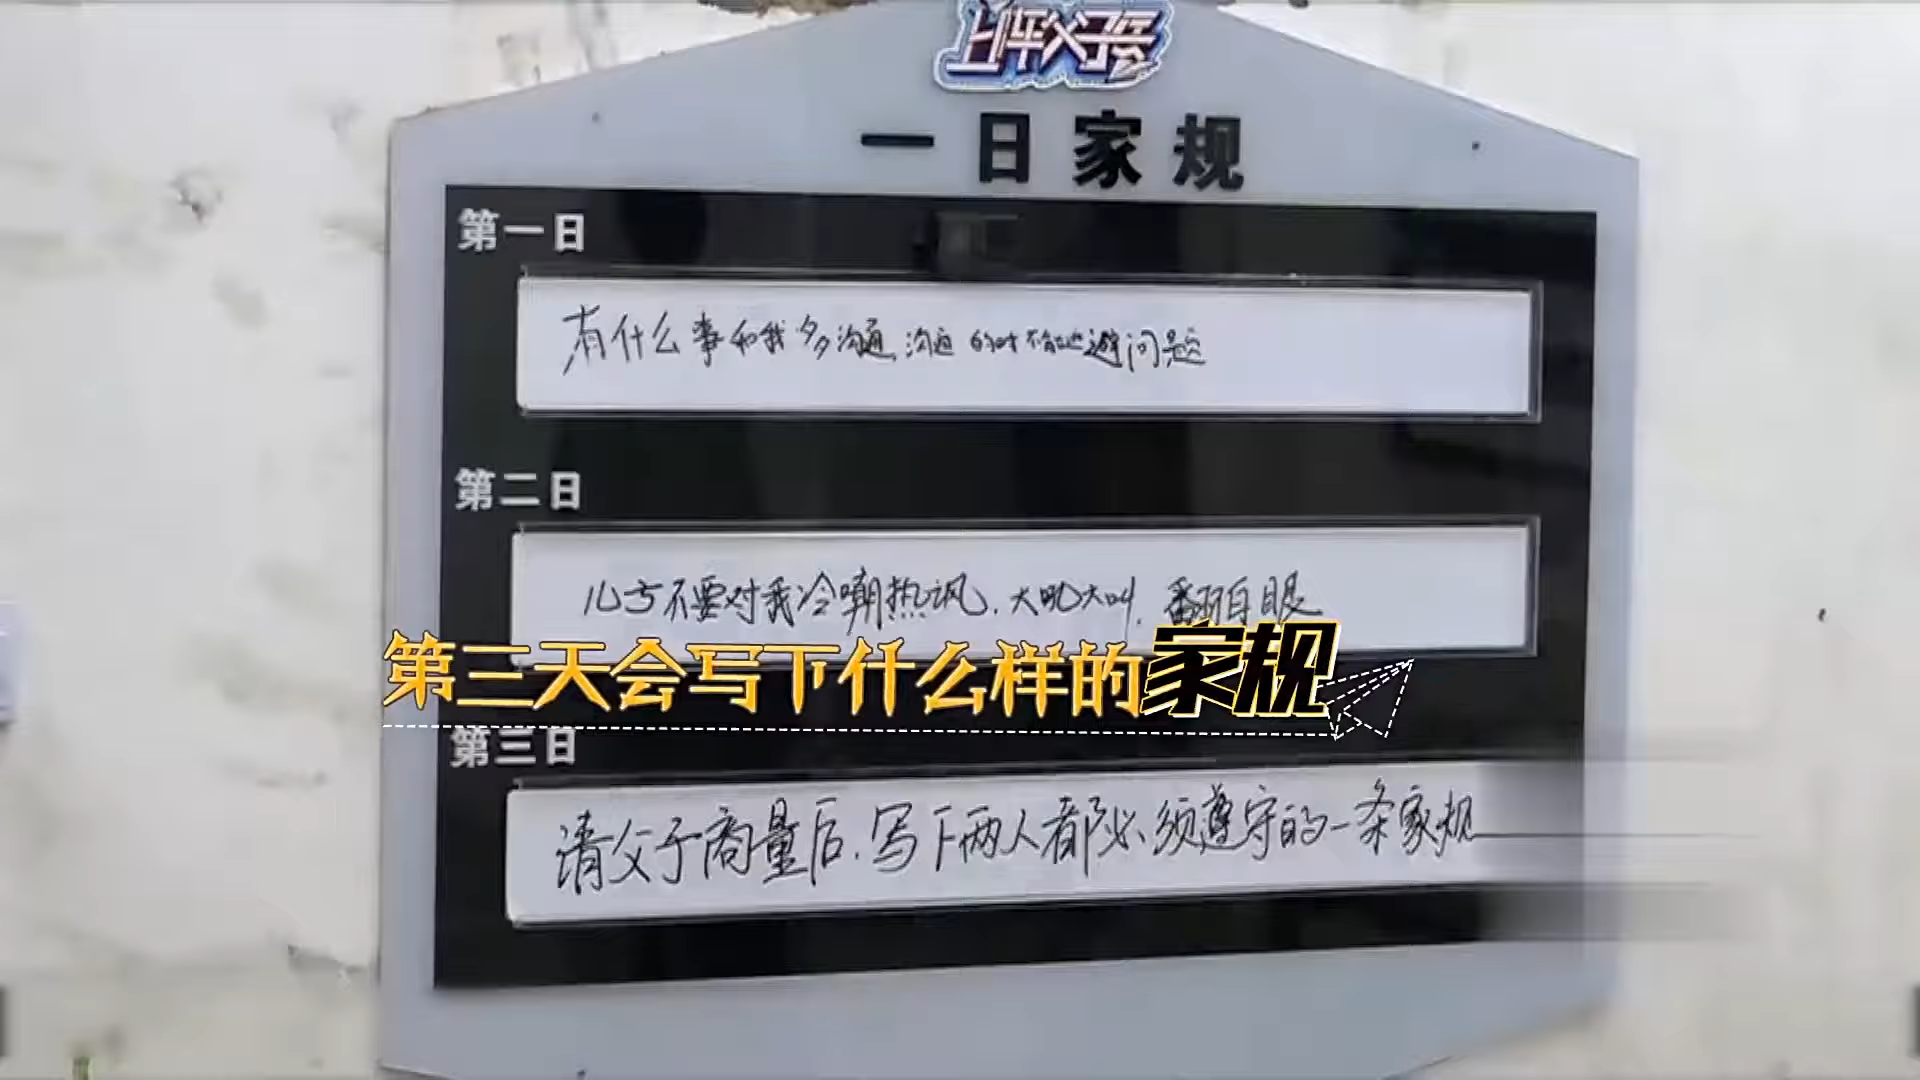 上阵父子兵
一日家规
第一日
有什么事和我多沟通,沟通的时不能逃避问题
第二日
儿子不要对我冷嘲热讽,大吼大叫,翻白眼
第三天会写下什么样的家规
第三日
请父子商量后,写下两人都必须遵守的一条家规